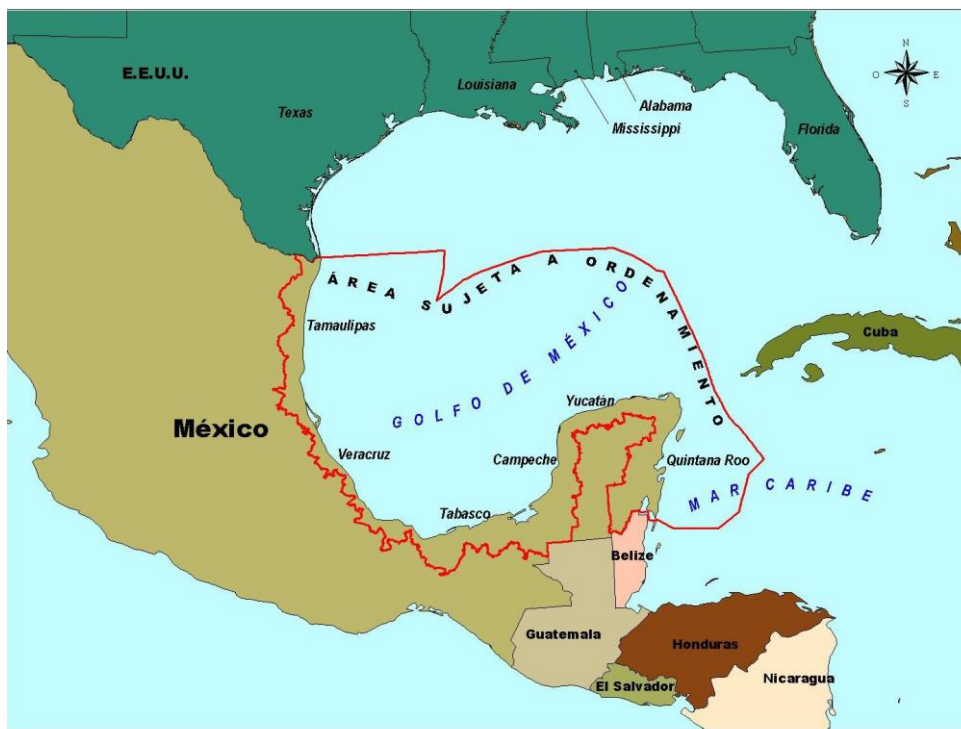 N
O
E
S
E.E.U.U.
Texas
Louisiana
Alabama
Mississippi
Florida
ÁREA SUJETA A ORDENAMIENTO
Tamaulipas
GOLFO DE MÉXICO
Cuba
México
Yucatán
Veracruz
Campeche
Quintana Roo
MAR CARIBE
Tabasco
Belize
Guatemala
Honduras
El Salvador
Nicaragua